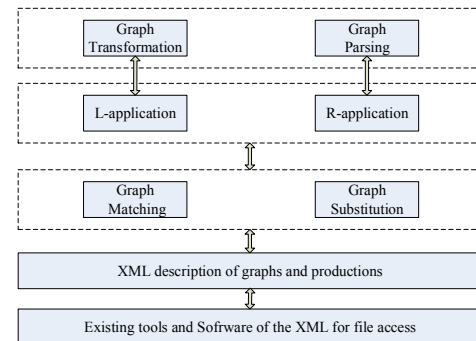 Graph
Transformation
Graph
Parsing
L-application
R-application
Graph
Matching
Graph
Substitution
XML description of graphs and productions
Existing tools and Sofrware of the XML for file access